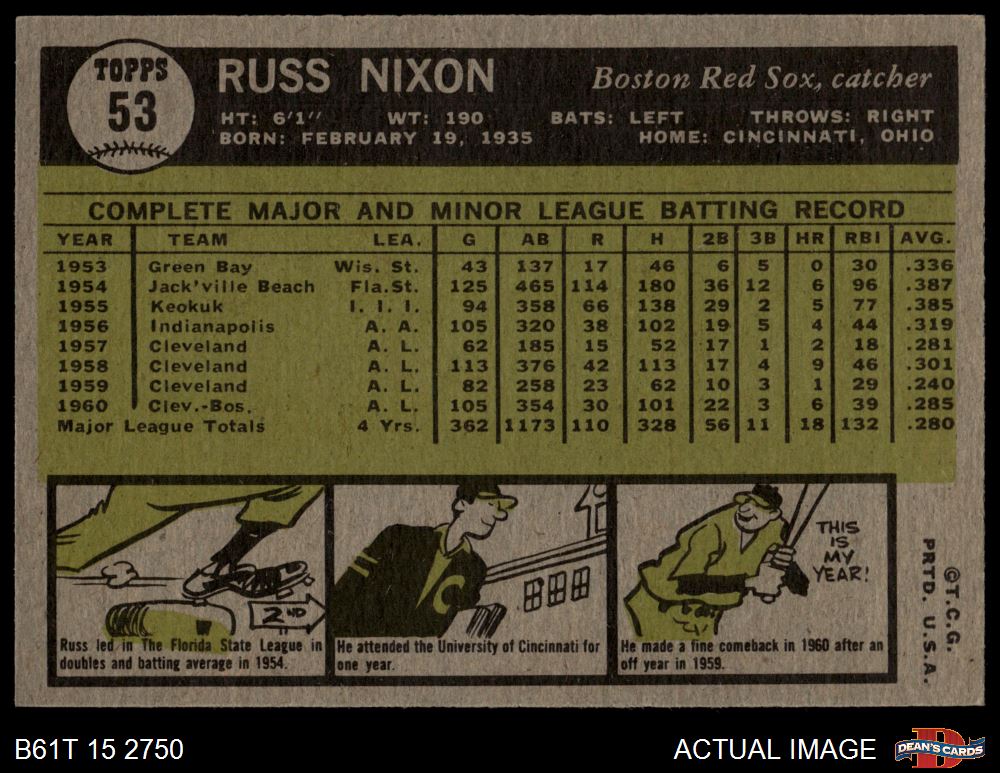 TOPPS
53
RUSS NIXON
Boston Red Sox, catcher
HT: 6'1" WT: 190 BATS: LEFT THROWS: RIGHT
BORN: FEBRUARY 19, 1935 HOME: CINCINNATI, OHIO
COMPLETE MAJOR AND MINOR LEAGUE BATTING RECORD
YEAR TEAM LEA. G AB R H 2B 3B HR RBI AVG.
1953 Green Bay Wis. St. 43 137 17 46 6 5 0 30 .336
1954 Jack'ville Beach Fla.St. 125 465 114 180 36 12 6 96 .387
1955 Keokuk I. I. I. 94 358 66 138 29 2 5 77 .385
1956 Indianapolis A. A. 105 320 38 102 19 5 4 44 .319
1957 Cleveland A. L. 62 185 15 52 17 1 2 18 .281
1958 Cleveland A. L. 113 376 42 113 17 4 9 46 .301
1959 Cleveland A. L. 82 258 23 62 10 3 1 29 .240
1960 Clev.-Bos. A. L. 105 354 30 101 22 3 6 39 .285
Major League Totals 4 Yrs. 362 1173 110 328 56 11 18 132 .280
2ND
Russ led in The Florida State League in
doubles and batting average in 1954.
C
He attended the University of Cincinnati for
one year.
THIS
IS
MY
YEAR!
He made a fine comeback in 1960 after an
off year in 1959.
©T.C.G.
PRTD. U.S.A.
B61T 15 2750
ACTUAL IMAGE
D
DEAN'S CARDS